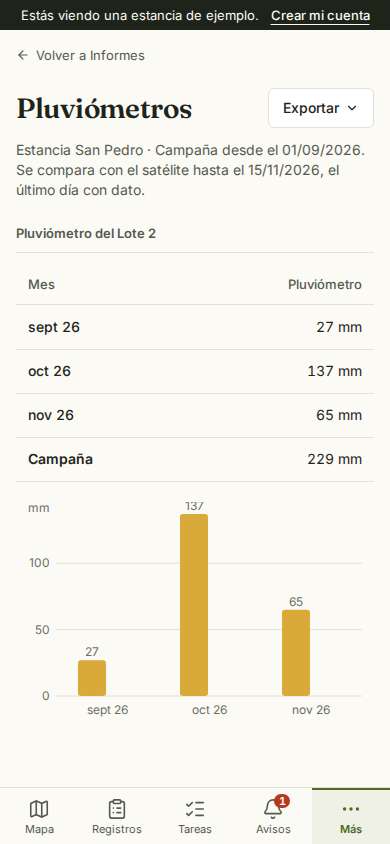 Estás viendo una estancia de ejemplo. Crear mi cuenta
Volver a Informes
Pluviómetros
Exportar
Estancia San Pedro · Campaña desde el 01/09/2026.
Se compara con el satélite hasta el 15/11/2026, el
último día con dato.
Pluviómetro del Lote 2
Mes Pluviómetro
sept 26 27 mm
oct 26 137 mm
nov 26 65 mm
Campaña 229 mm
mm
137
100
65
50
27
0
sept 26 oct 26 nov 26
1
Mapa Registros Tareas Avisos Más